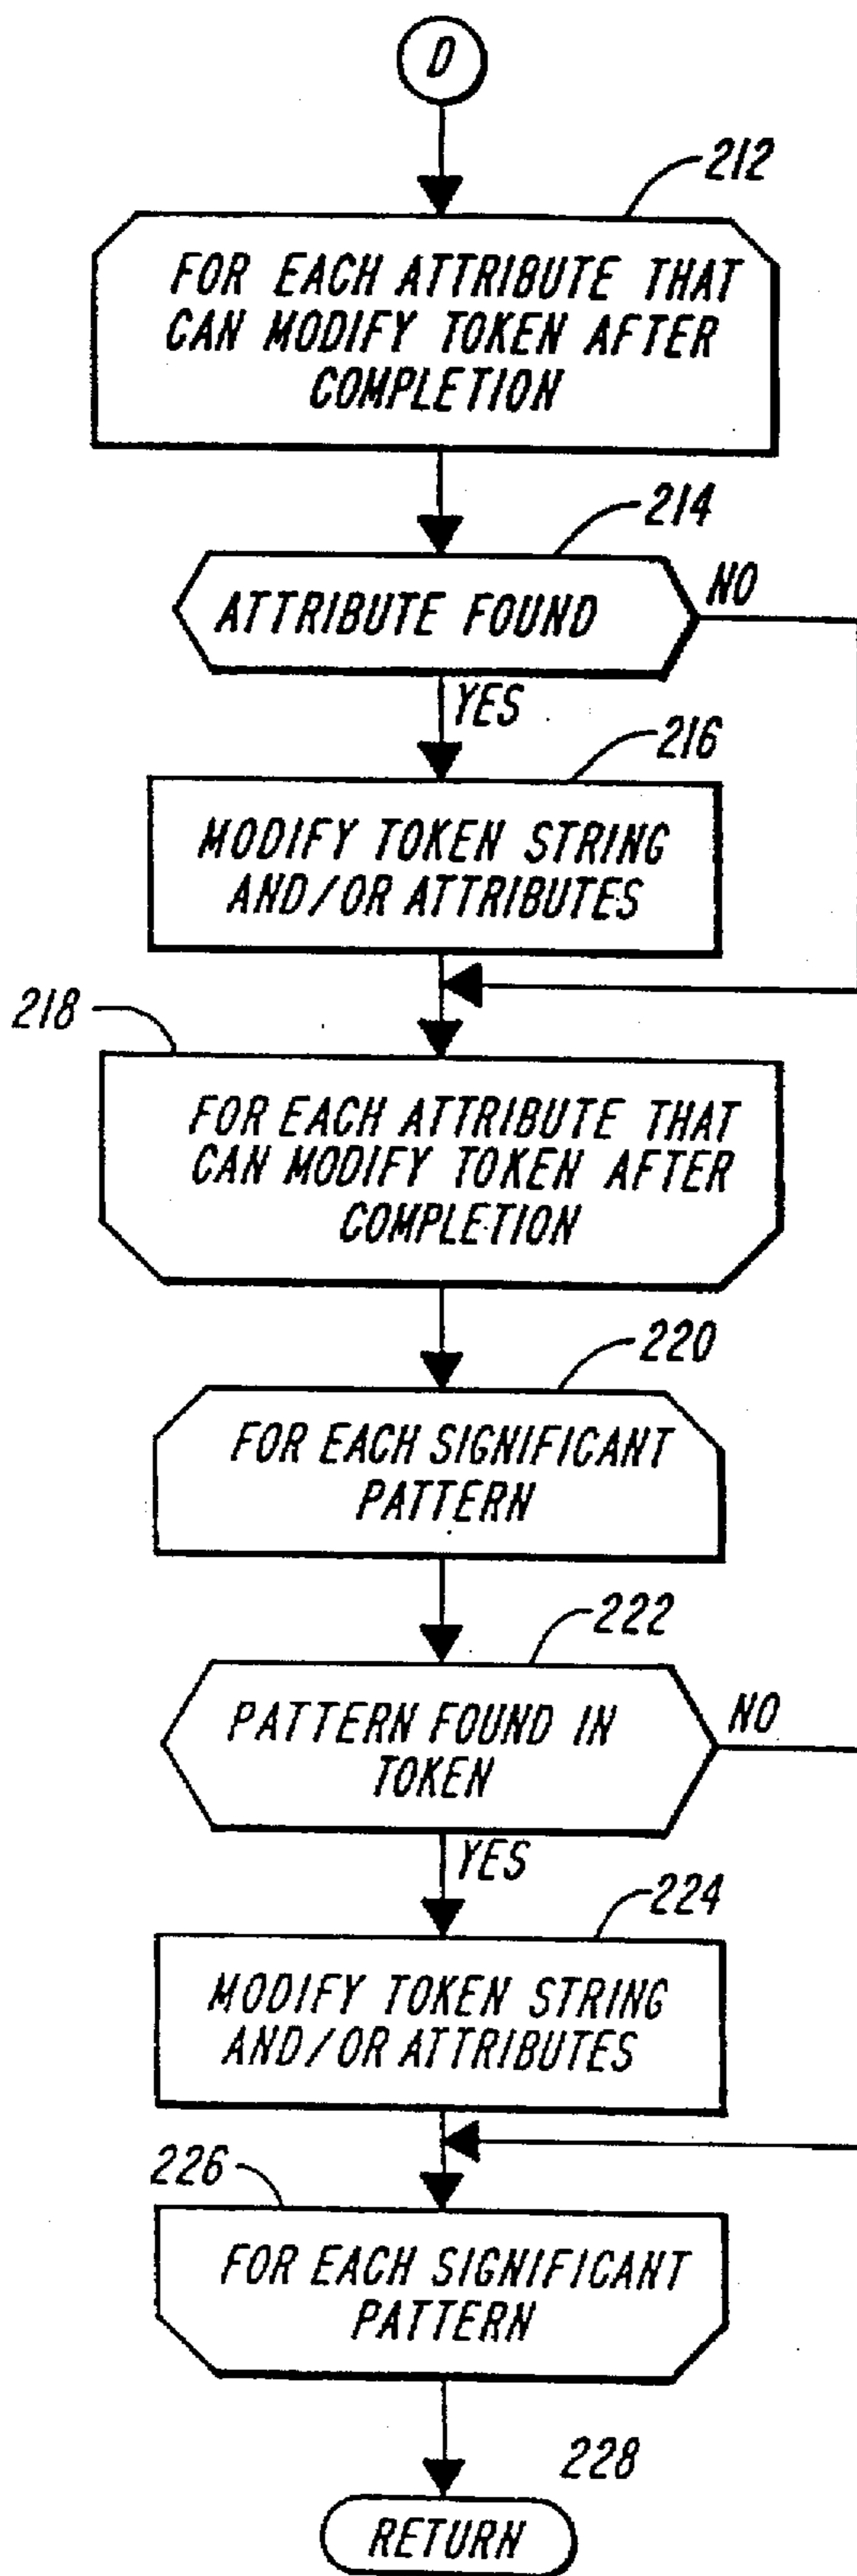 D
212
FOR EACH ATTRIBUTE THAT
CAN MODIFY TOKEN AFTER
COMPLETION
214
ATTRIBUTE FOUND
NO
YES
216
MODIFY TOKEN STRING
AND/OR ATTRIBUTES
218
FOR EACH ATTRIBUTE THAT
CAN MODIFY TOKEN AFTER
COMPLETION
220
FOR EACH SIGNIFICANT
PATTERN
222
PATTERN FOUND IN
TOKEN
NO
YES
224
MODIFY TOKEN STRING
AND/OR ATTRIBUTES
226
FOR EACH SIGNIFICANT
PATTERN
228
RETURN